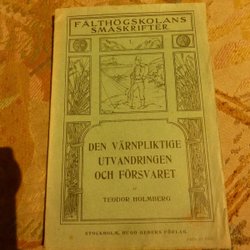 FÄLTHÖGSKOLANS
SMÅSKRIFTER
DEN VÄRNPLIKTIGE
UTVANDRINGEN
OCH FÖRSVARET
AV
TEODOR HOLMBERG
STOCKHOLM, HUGO GEBERS FÖRLAG